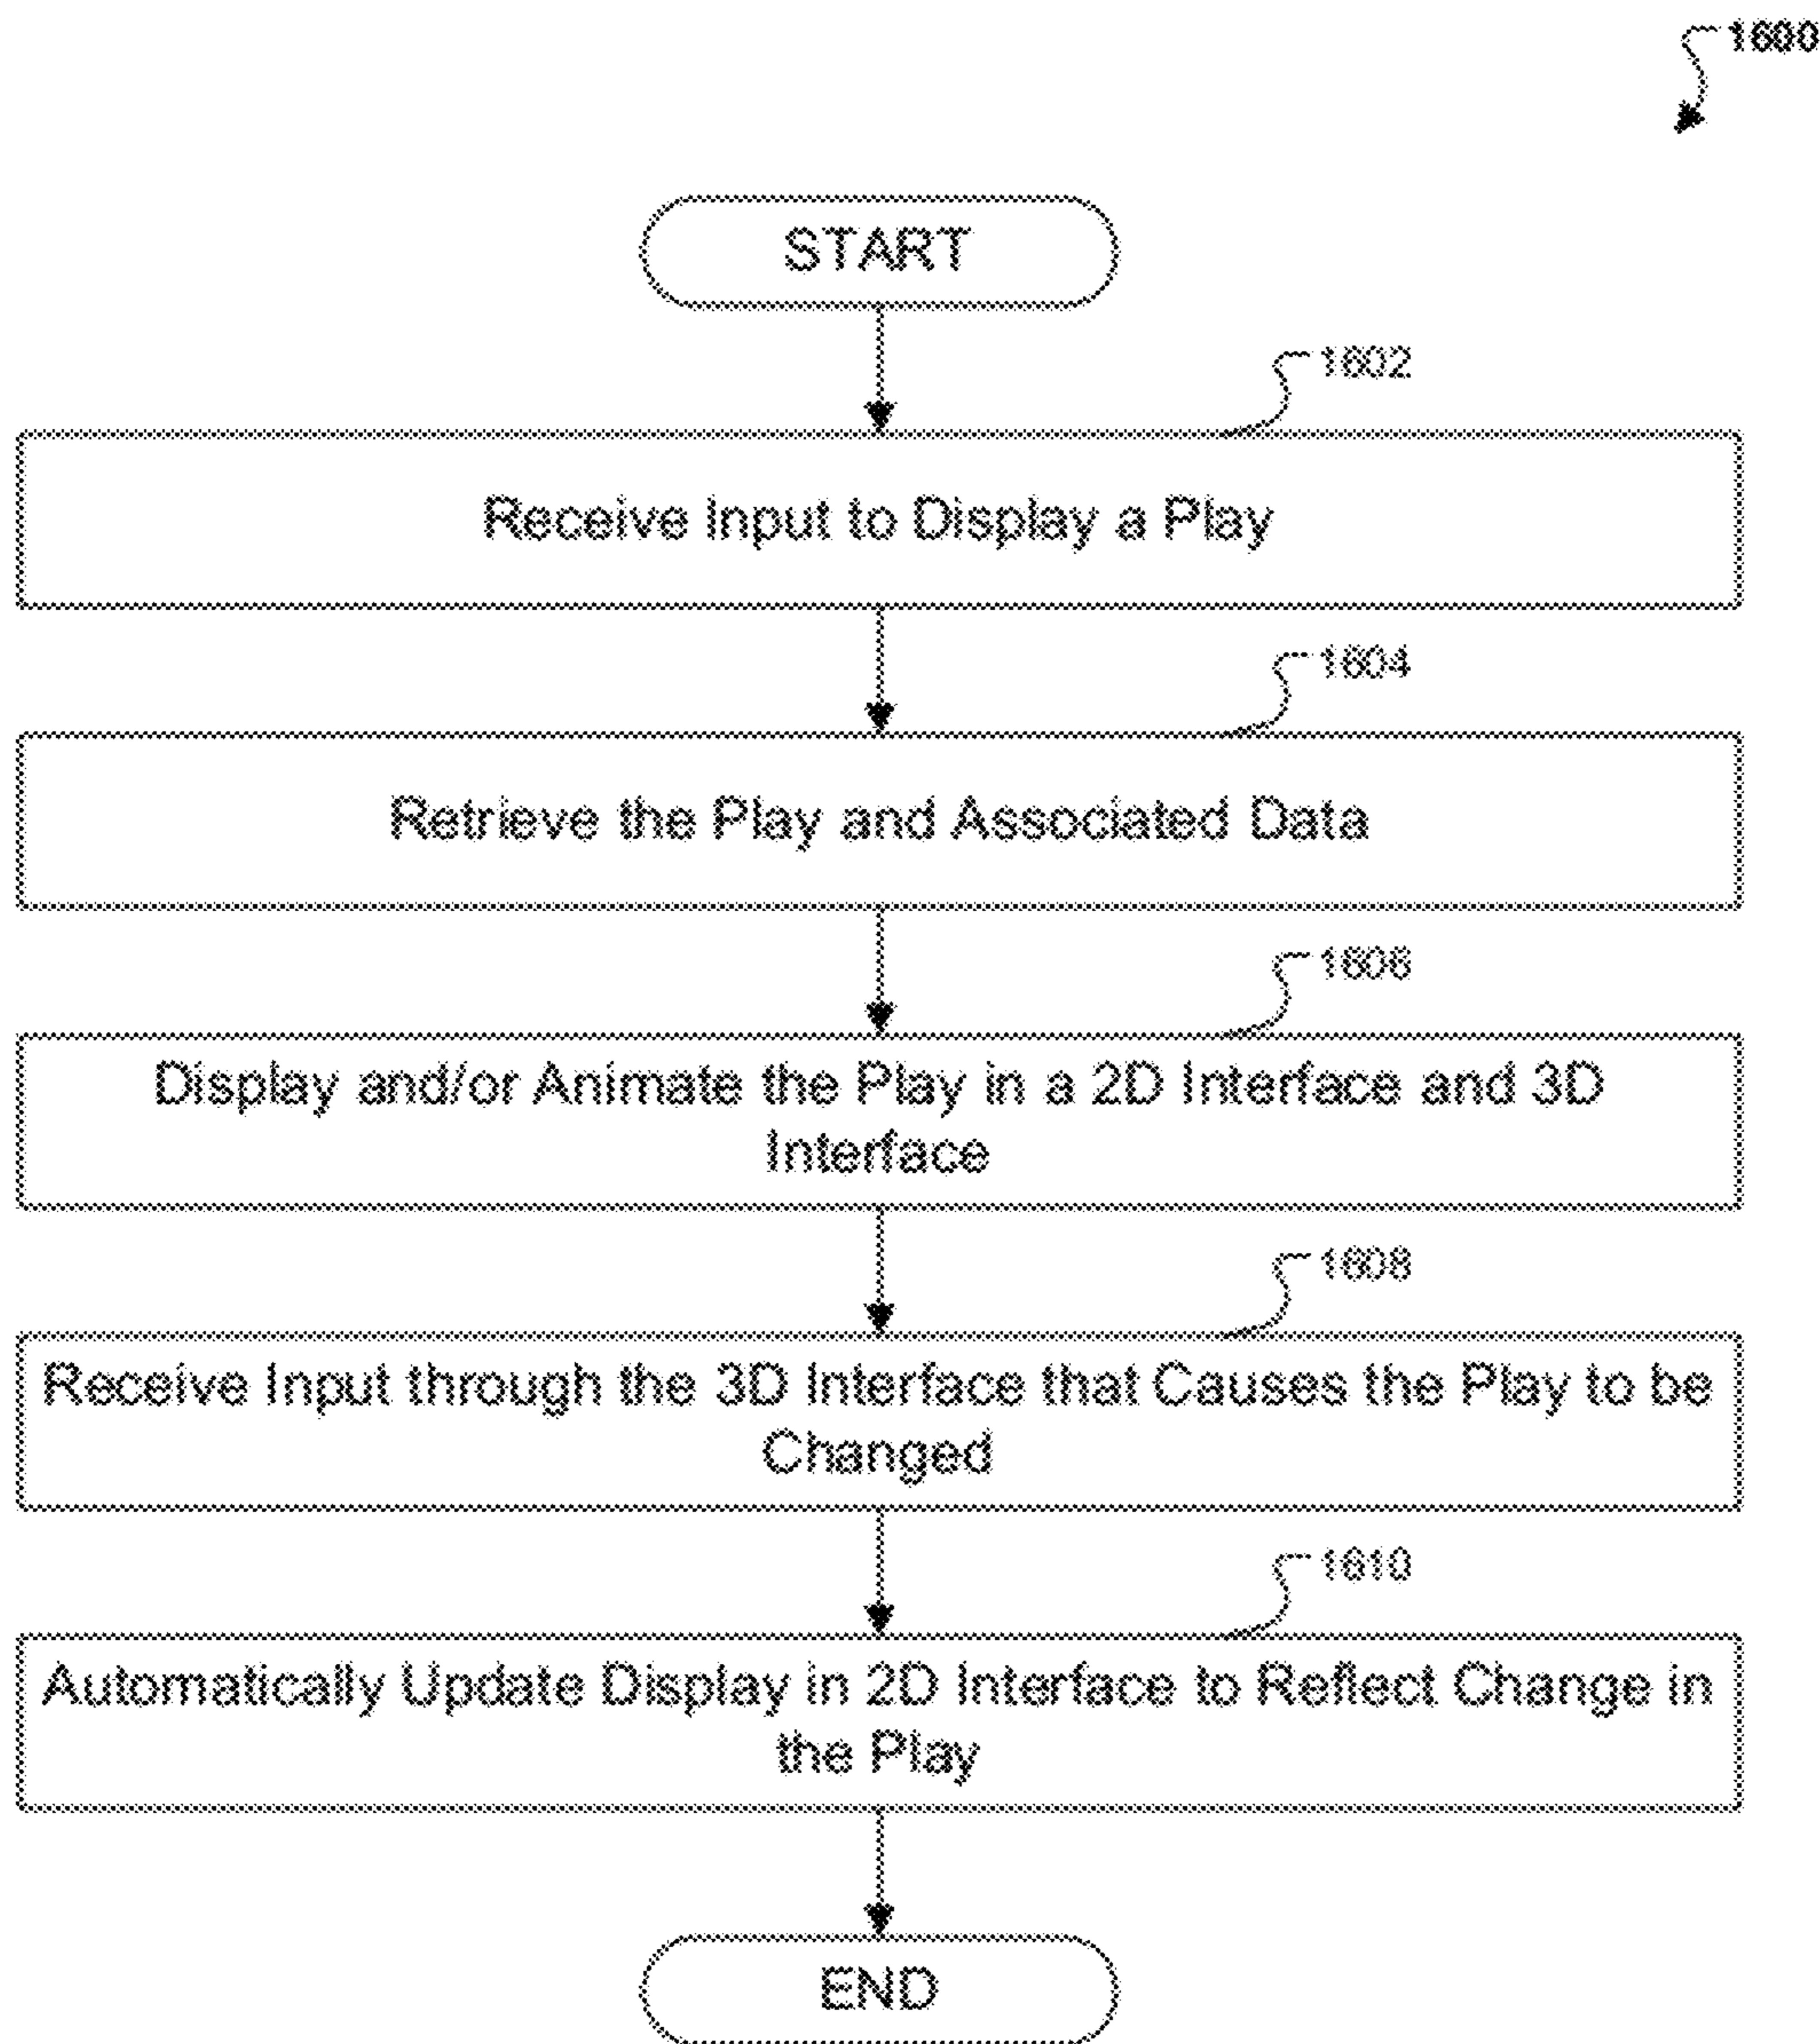 1600
START
1602
Receive Input to Display a Play
1604
Retrieve the Play and Associated Data
1606
Display and/or Animate the Play in a 2D Interface and 3D
Interface
1608
Receive Input through the 3D Interface that Causes the Play to be
Changed
1610
Automatically Update Display in 2D Interface to Reflect Change in
the Play
END